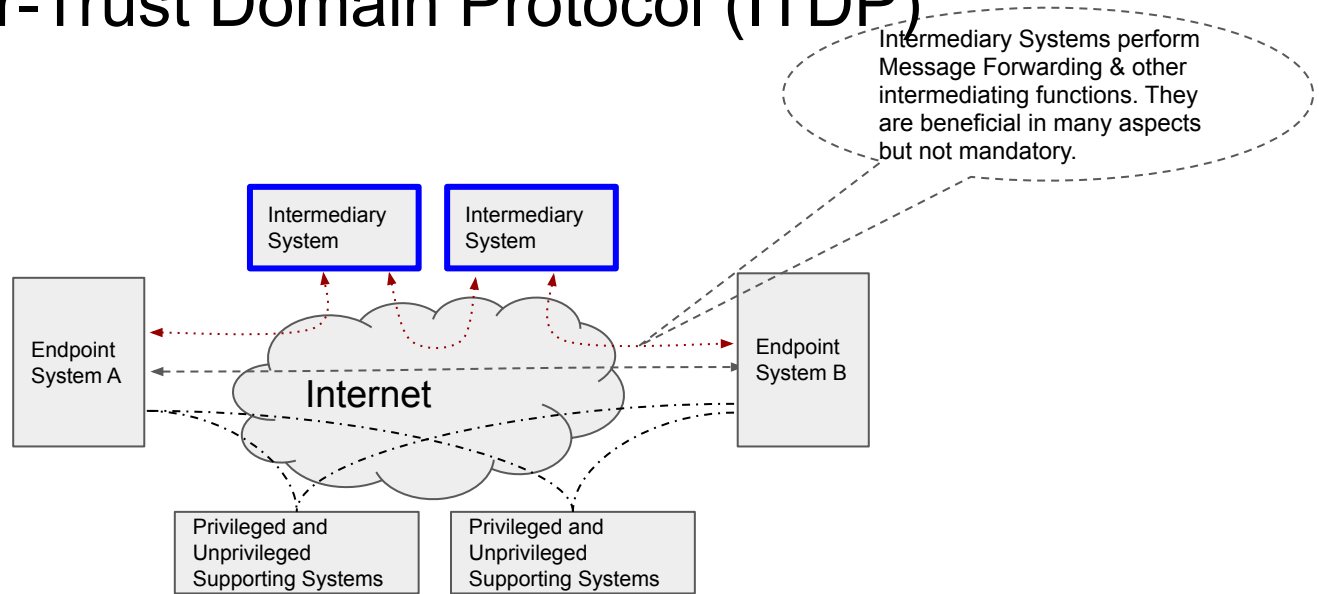 r-Trust Domain Protocol (ITDP)
Intermediary Systems perform
Message Forwarding & other
intermediating functions. They
are beneficial in many aspects
but not mandatory.
Intermediary
System
Intermediary
System
Endpoint
System A
Endpoint
System B
Internet
Privileged and
Unprivileged
Supporting Systems
Privileged and
Unprivileged
Supporting Systems